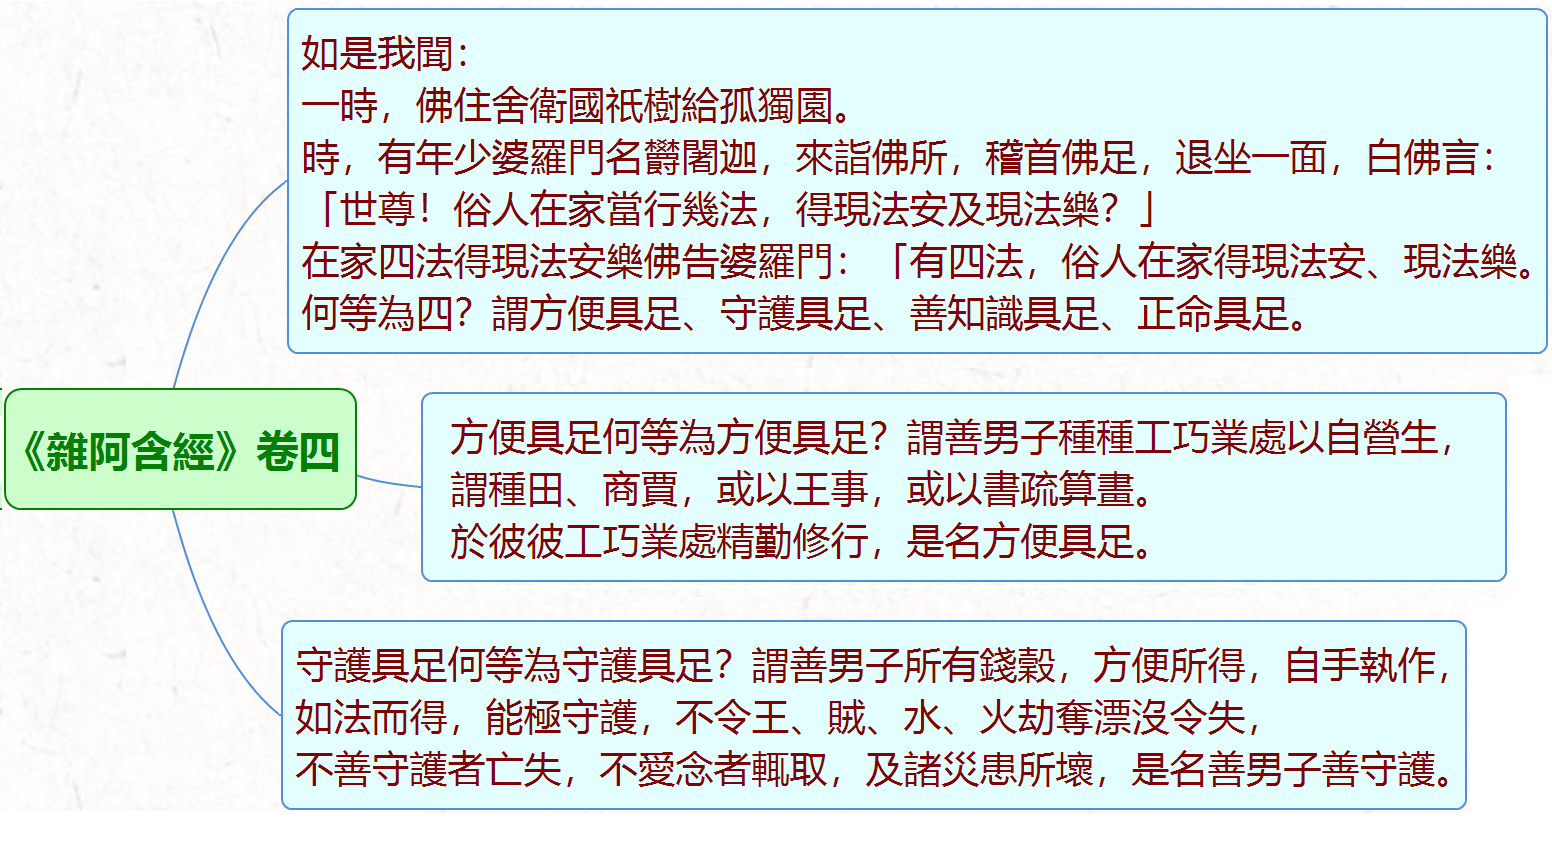 如是我聞：
一時，佛住舍衛國祇樹給孤獨園。
時，有年少婆羅門名欝闍迦，來詣佛所，稽首佛足，退坐一面，白佛言：
「世尊！俗人在家當行幾法，得現法安及現法樂？」
在家四法得現法安樂佛告婆羅門：「有四法，俗人在家得現法安、現法樂。
何等為四？謂方便具足、守護具足、善知識具足、正命具足。
《雜阿含經》卷四
方便具足何等為方便具足？謂善男子種種工巧業處以自營生，
謂種田、商賈，或以王事，或以書疏算畫。
於彼彼工巧業處精勤修行，是名方便具足。
守護具足何等為守護具足？謂善男子所有錢穀，方便所得，自手執作，
如法而得，能極守護，不令王、賊、水、火劫奪漂沒令失，
不善守護者亡失，不愛念者輒取，及諸災患所壞，是名善男子善守護。